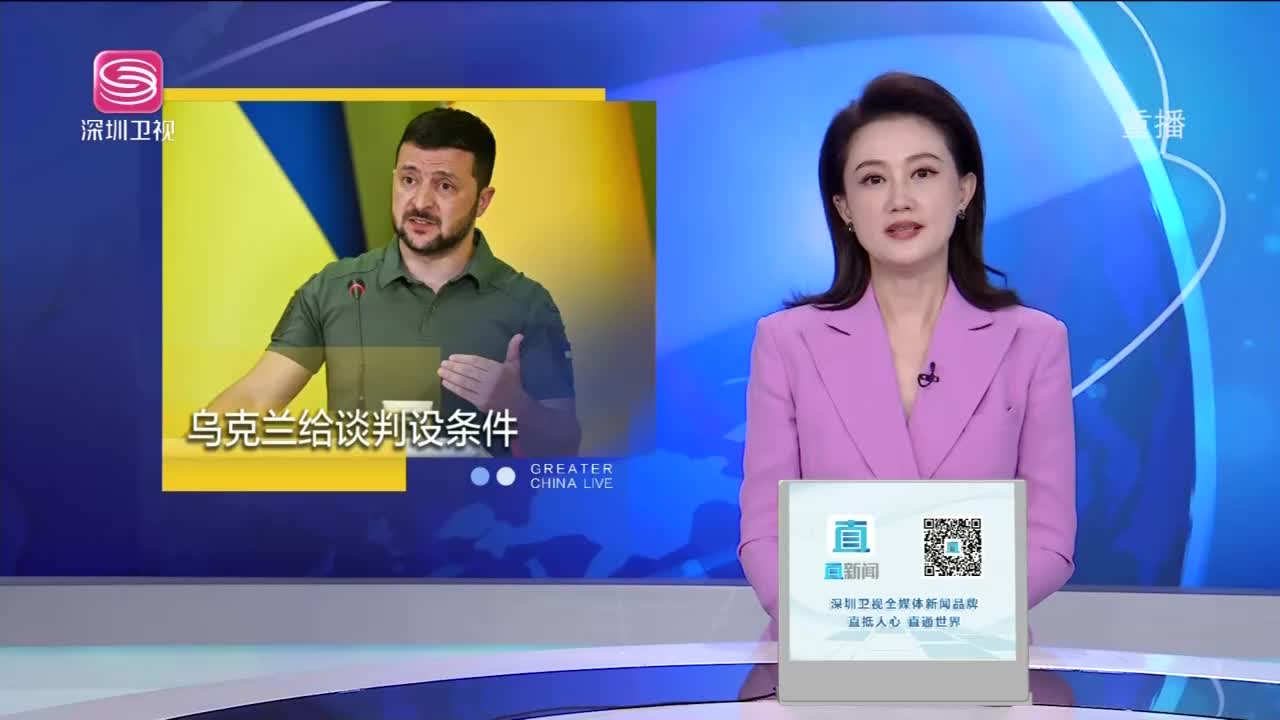 深圳卫视
重播
乌克兰给谈判设条件
GREATER
CHINA LIVE
直
直新闻
深圳卫视全媒体新闻品牌
直抵人心 直通世界